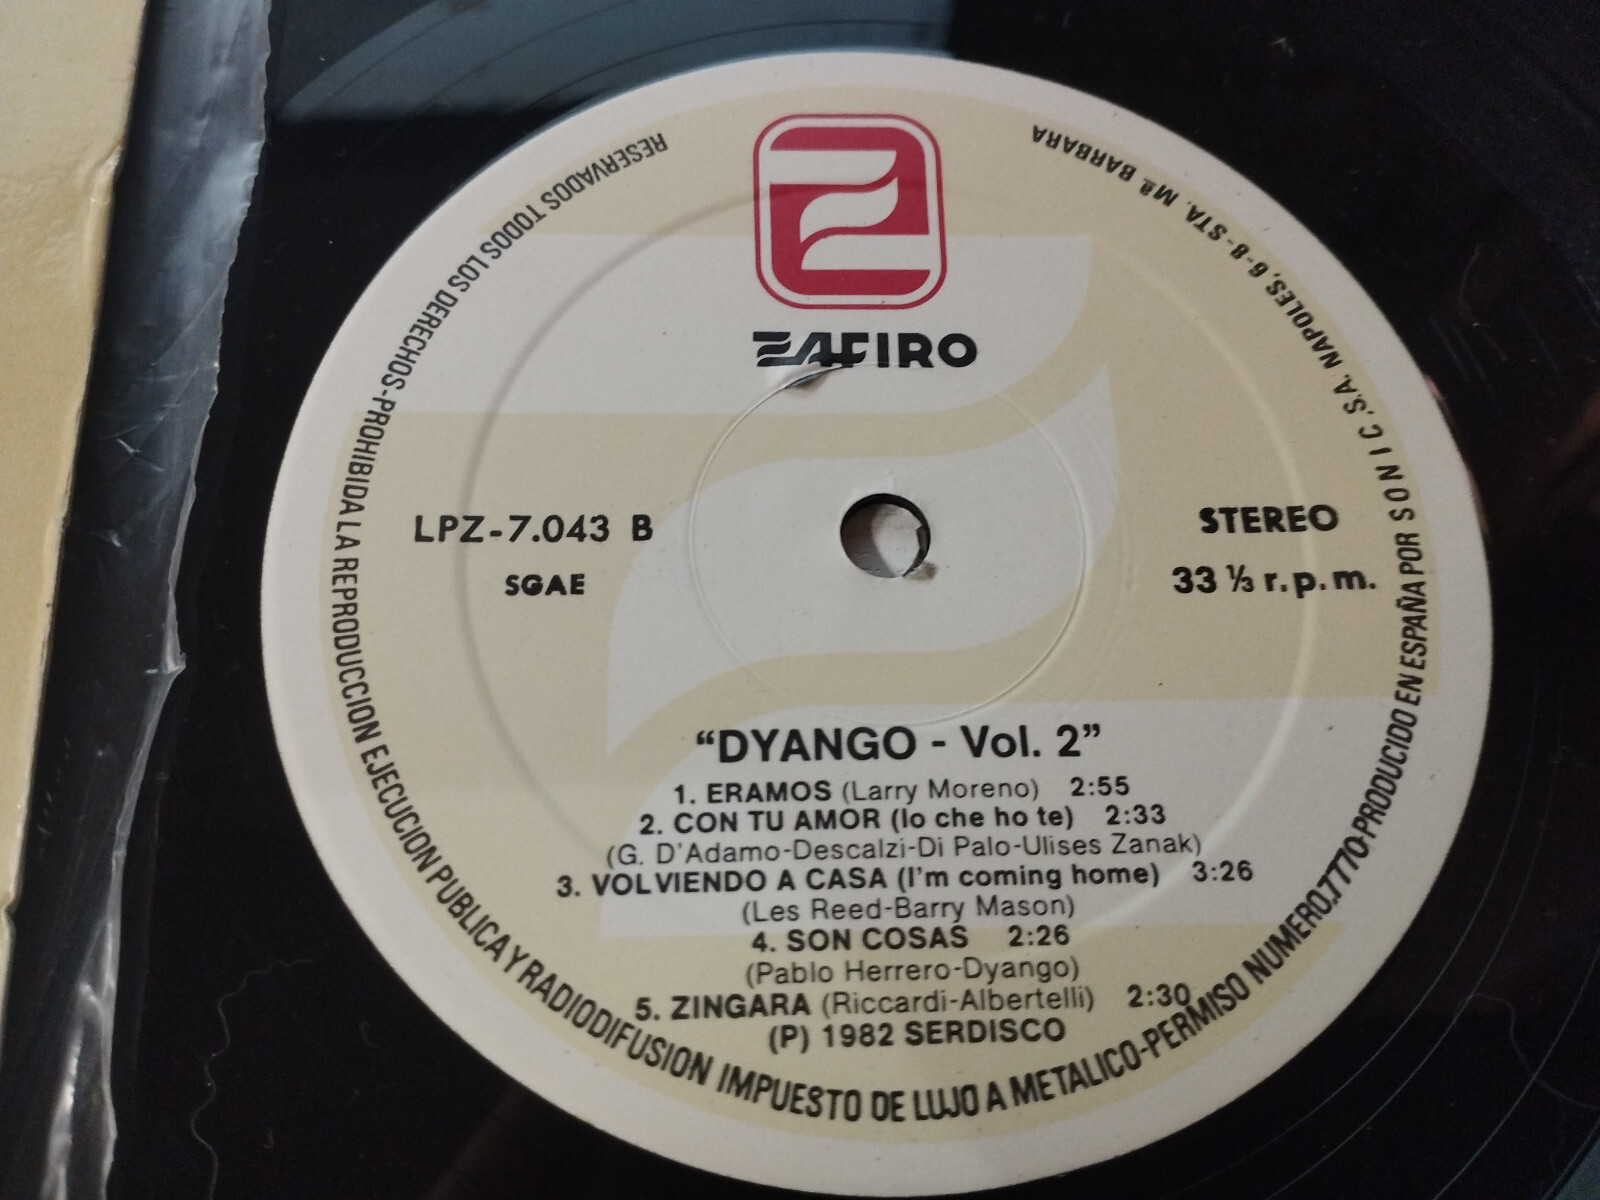 ZAFIRO
LPZ-7.043 B
SGAE
STEREO
33 ⅓ r.p.m.
“DYANGO - Vol. 2”
1. ERAMOS (Larry Moreno) 2:55
2. CON TU AMOR (Io che ho te) 2:33
(G. D'Adamo-Descalzi-Di Palo-Ulises Zanak)
3. VOLVIENDO A CASA (I'm coming home) 3:26
(Les Reed-Barry Mason)
4. SON COSAS 2:26
(Pablo Herrero-Dyango)
5. ZINGARA (Riccardi-Albertelli) 2:30
(P) 1982 SERDISCO
RESERVADOS TODOS LOS DERECHOS-PROHIBIDA LA REPRODUCCION EJECUCION PUBLICA Y RADIODIFUSION IMPUESTO DE LUJO A METALICO-PERMISO NUMERO,7770-PRODUCIDO EN ESPAÑA POR SONIC, S.A. NAPOLES, 6-8-STA. Mª. BARBARA